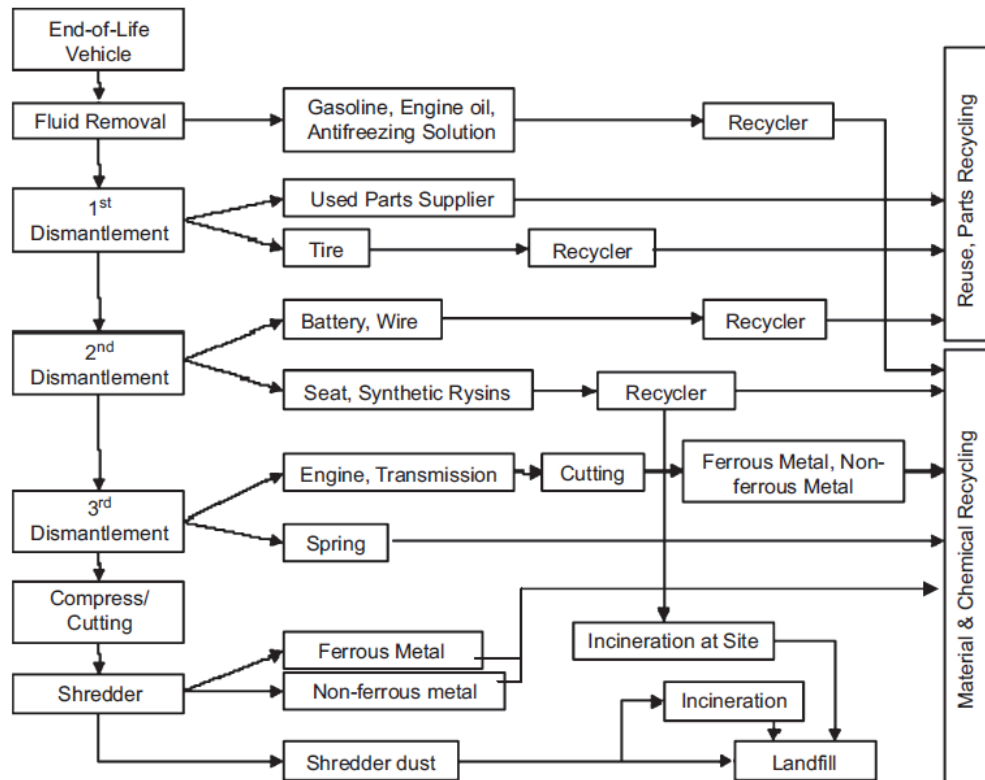 End-of-Life
Vehicle
Fluid Removal
Gasoline, Engine oil,
Antifreezing Solution
Recycler
1st
Dismantlement
Used Parts Supplier
Tire
Recycler
Reuse, Parts Recycling
2nd
Dismantlement
Battery, Wire
Recycler
Seat, Synthetic Rysins
Recycler
3rd
Dismantlement
Engine, Transmission
Cutting
Ferrous Metal, Non-
ferrous Metal
Spring
Material & Chemical Recycling
Compress/
Cutting
Incineration at Site
Shredder
Ferrous Metal
Non-ferrous metal
Incineration
Shredder dust
Landfill